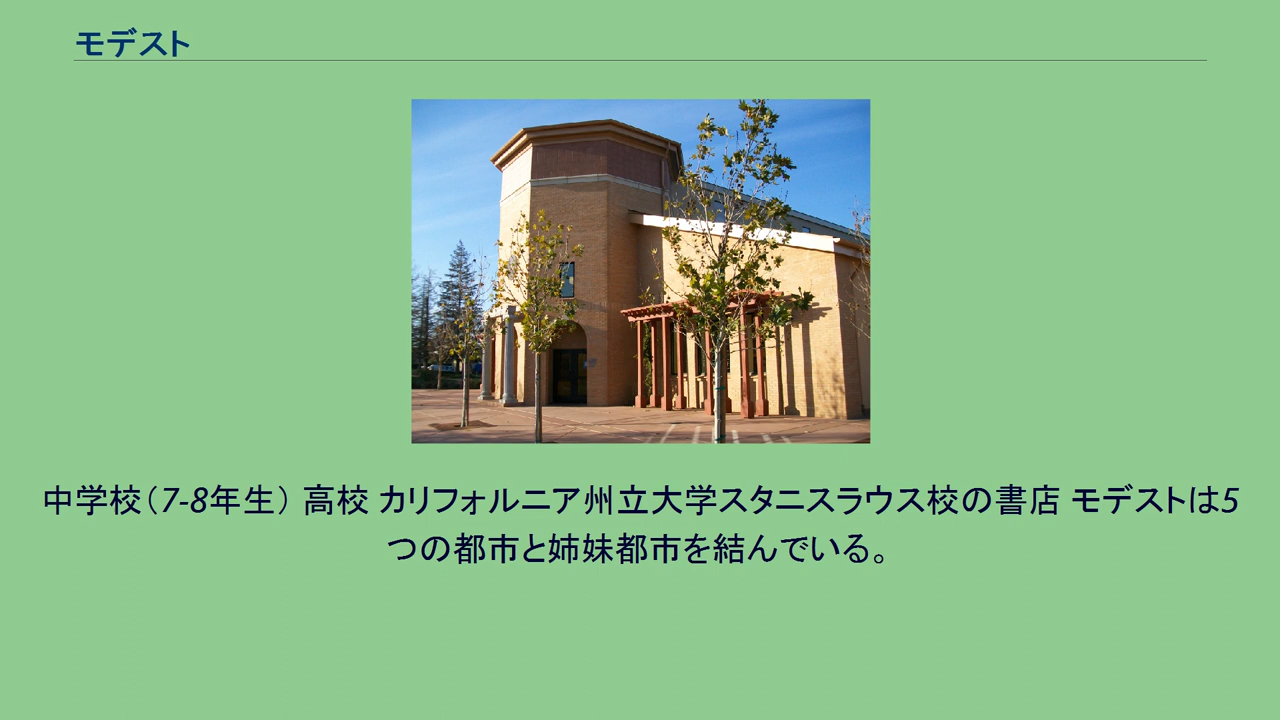 モデスト
中学校（7-8年生） 高校 カリフォルニア州立大学スタニスラウス校の書店 モデストは5
つの都市と姉妹都市を結んでいる。